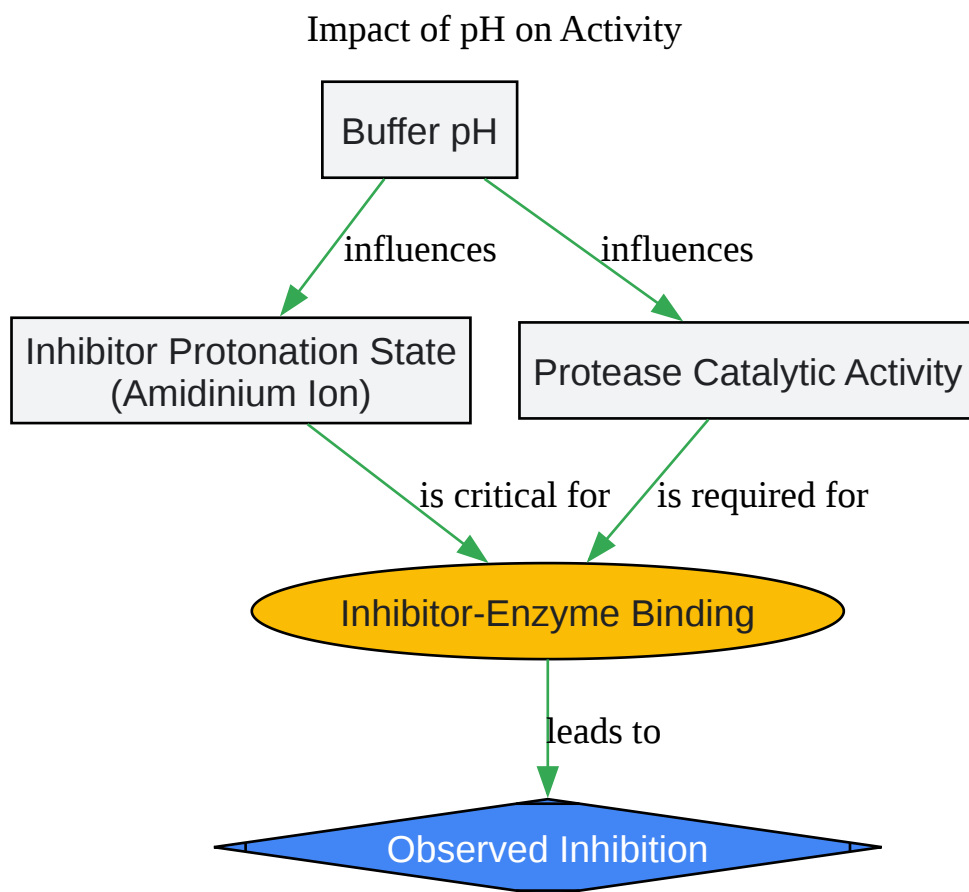 Impact of pH on Activity
Buffer pH
influences
influences
Inhibitor Protonation State
(Amidinium Ion)
Protease Catalytic Activity
is critical for
is required for
Inhibitor-Enzyme Binding
leads to
Observed Inhibition